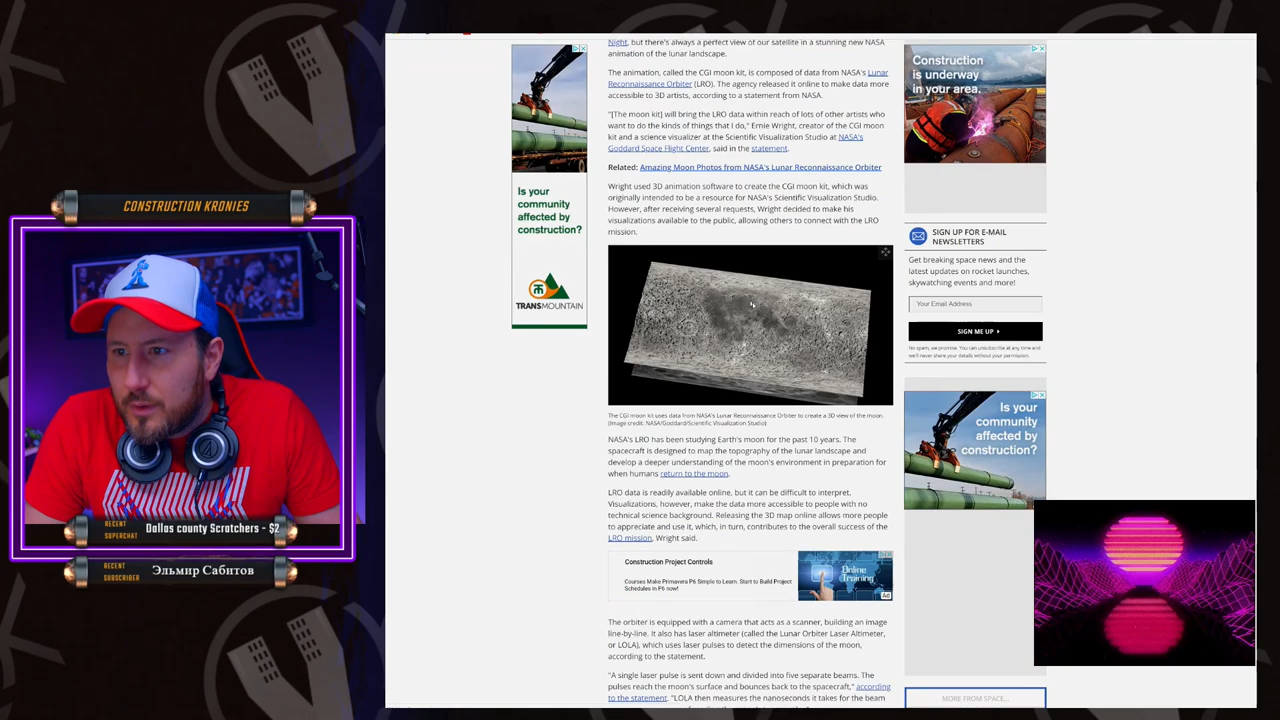 CONSTRUCTION KRONIES
RECENT
SUPERCHAT
Dallas county Scratchers - $2
RECENT
SUBSCRIBER
Эльмир Сабитов
Is your
community
affected by
construction?
TRANSMOUNTAIN
Night, but there's always a perfect view of our satellite in a stunning new NASA
animation of the lunar landscape.
The animation, called the CGI moon kit, is composed of data from NASA's Lunar
Reconnaissance Orbiter (LRO). The agency released it online to make data more
accessible to 3D artists, according to a statement from NASA.
"[The moon kit] will bring the LRO data within reach of lots of other artists who
want to do the kinds of things that I do," Ernie Wright, creator of the CGI moon
kit and a science visualizer at the Scientific Visualization Studio at NASA's
Goddard Space Flight Center, said in the statement.
Related: Amazing Moon Photos from NASA's Lunar Reconnaissance Orbiter
Wright used 3D animation software to create the CGI moon kit, which was
originally intended to be a resource for NASA's Scientific Visualization Studio.
However, after receiving several requests, Wright decided to make his
visualizations available to the public, allowing others to connect with the LRO
mission.
The CGI moon kit uses data from NASA's Lunar Reconnaissance Orbiter to create a 3D view of the moon.
(Image credit: NASA/Goddard/Scientific Visualization Studio)
NASA's LRO has been studying Earth's moon for the past 10 years. The
spacecraft is designed to map the topography of the lunar landscape and
develop a deeper understanding of the moon's environment in preparation for
when humans return to the moon.
LRO data is readily available online, but it can be difficult to interpret.
Visualizations, however, make the data more accessible to people with no
technical science background. Releasing the 3D map online allows more people
to appreciate and use it, which, in turn, contributes to the overall success of the
LRO mission, Wright said.
Construction Project Controls
Courses Make Primavera P6 Simple to Learn. Start to Build Project
Schedules in P6 now!
Online
Training
Ad
The orbiter is equipped with a camera that acts as a scanner, building an image
line-by-line. It also has laser altimeter (called the Lunar Orbiter Laser Altimeter,
or LOLA), which uses laser pulses to detect the dimensions of the moon,
according to the statement.
"A single laser pulse is sent down and divided into five separate beams. The
pulses reach the moon's surface and bounces back to the spacecraft," according
to the statement. "LOLA then measures the nanoseconds it takes for the beam
Construction
is underway
in your area.
SIGN UP FOR E-MAIL
NEWSLETTERS
Get breaking space news and the
latest updates on rocket launches,
skywatching events and more!
Your Email Address
SIGN ME UP
No spam, we promise. You can unsubscribe at any time and
we'll never share your details without your permission.
Is your
community
affected by
construction?
MORE FROM SPACE...